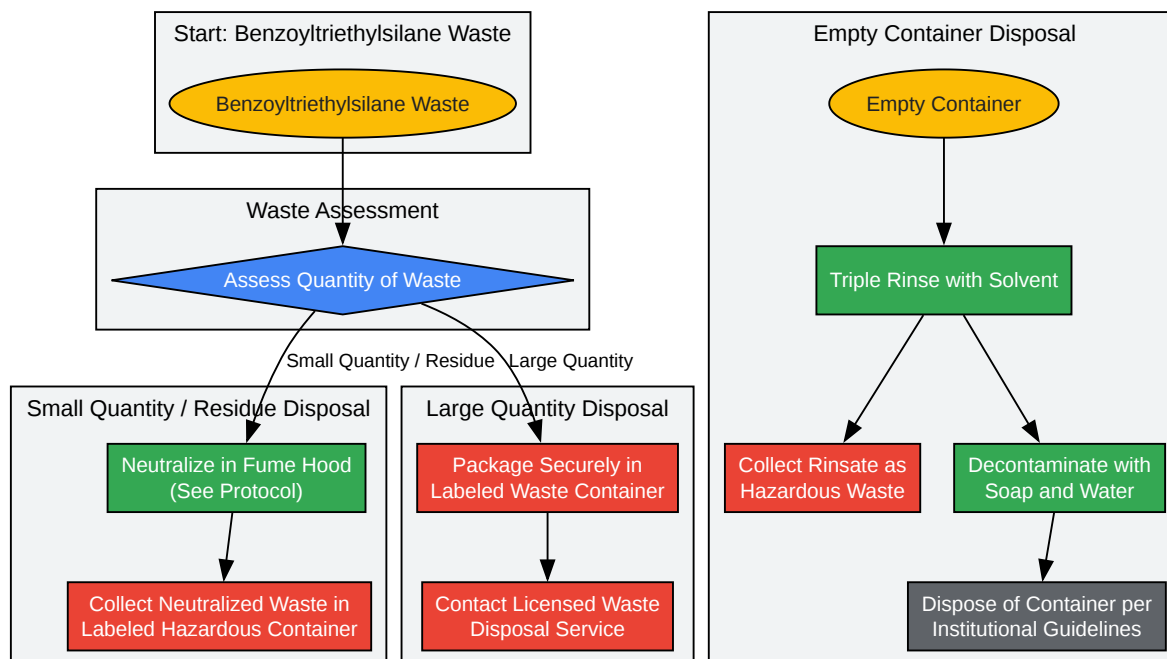 Start: Benzoyltriethylsilane Waste
Benzoyltriethylsilane Waste
Waste Assessment
Assess Quantity of Waste
Small Quantity / Residue
Large Quantity
Small Quantity / Residue Disposal
Neutralize in Fume Hood
(See Protocol)
Collect Neutralized Waste in
Labeled Hazardous Container
Large Quantity Disposal
Package Securely in
Labeled Waste Container
Contact Licensed Waste
Disposal Service
Empty Container Disposal
Empty Container
Triple Rinse with Solvent
Collect Rinsate as
Hazardous Waste
Decontaminate with
Soap and Water
Dispose of Container per
Institutional Guidelines